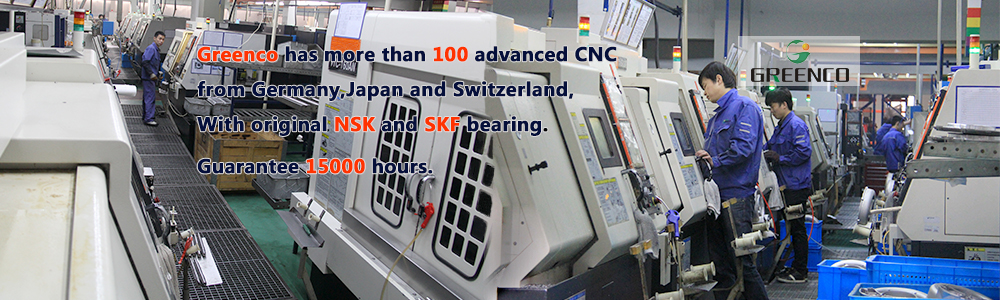 Greenco has more than 100 advanced CNC
from Germany,Japan and Switzerland,
With original NSK and SKF bearing.
Guarantee 15000 hours.
GREENCO